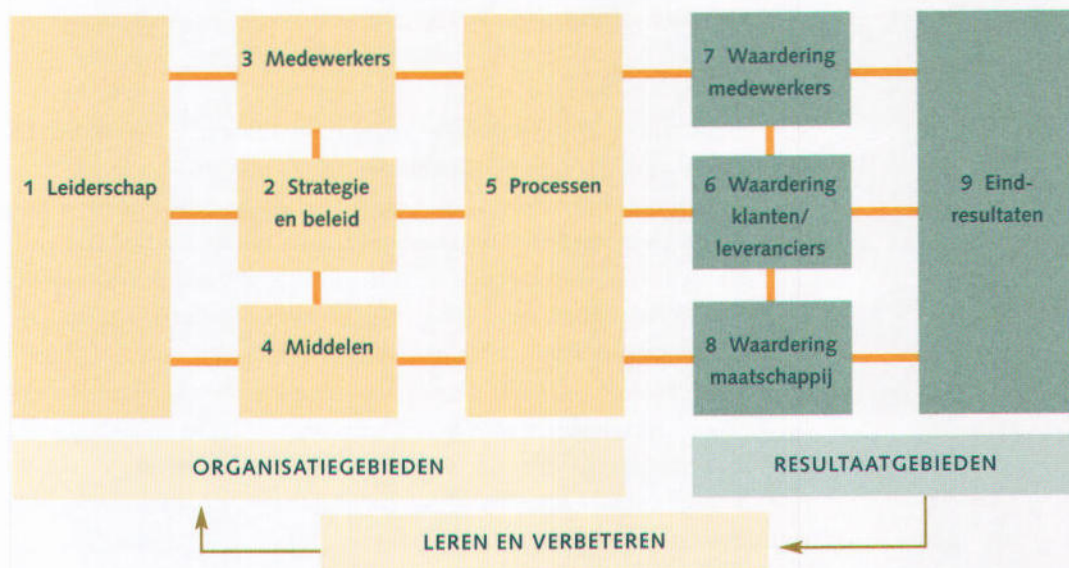 1 Leiderschap
3 Medewerkers
2 Strategie
en beleid
4 Middelen
5 Processen
7 Waardering
medewerkers
6 Waardering
klanten/
leveranciers
8 Waardering
maatschappij
9 Eind-
resultaten
ORGANISATIEGEBIEDEN
RESULTAATGEBIEDEN
LEREN EN VERBETEREN